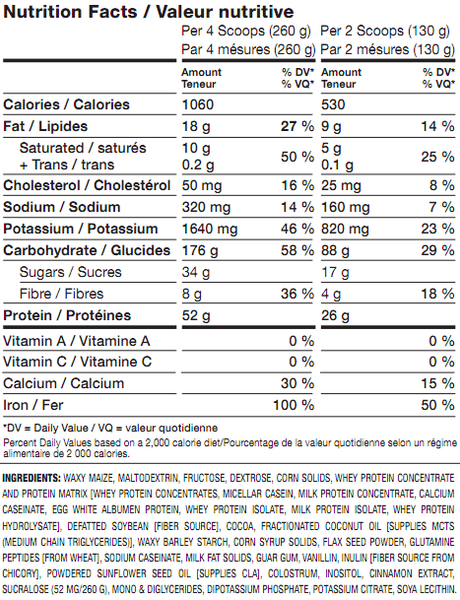 Nutrition Facts / Valeur nutritive
Per 4 Scoops (260 g) Per 2 Scoops (130 g)
Par 4 mésures (260 g) Par 2 mésures (130 g)
Amount % DV* Amount % DV*
Teneur % VQ* Teneur % VQ*
Calories / Calories 1060 530
Fat / Lipides 18 g 27 % 9 g 14 %
Saturated / saturés 10 g 5 g
+ Trans / trans 0.2 g 50 % 0.1 g 25 %
Cholesterol / Cholestérol 50 mg 16 % 25 mg 8 %
Sodium / Sodium 320 mg 14 % 160 mg 7 %
Potassium / Potassium 1640 mg 46 % 820 mg 23 %
Carbohydrate / Glucides 176 g 58 % 88 g 29 %
Sugars / Sucres 34 g 17 g
Fibre / Fibres 8 g 36 % 4 g 18 %
Protein / Protéines 52 g 26 g
Vitamin A / Vitamine A 0 % 0 %
Vitamin C / Vitamine C 0 % 0 %
Calcium / Calcium 30 % 15 %
Iron / Fer 100 % 50 %
*DV = Daily Value / VQ = valeur quotidienne
Percent Daily Values based on a 2,000 calorie diet/Pourcentage de la valeur quotidienne selon un régime
alimentaire de 2 000 calories.
INGREDIENTS: WAXY MAIZE, MALTODEXTRIN, FRUCTOSE, DEXTROSE, CORN SOLIDS, WHEY PROTEIN CONCENTRATE
AND PROTEIN MATRIX [WHEY PROTEIN CONCENTRATES, MICELLAR CASEIN, MILK PROTEIN CONCENTRATE, CALCIUM
CASEINATE, EGG WHITE ALBUMEN PROTEIN, WHEY PROTEIN ISOLATE, MILK PROTEIN ISOLATE, WHEY PROTEIN
HYDROLYSATE], DEFATTED SOYBEAN [FIBER SOURCE], COCOA, FRACTIONATED COCONUT OIL [SUPPLIES MCTS
(MEDIUM CHAIN TRIGLYCERIDES)], WAXY BARLEY STARCH, CORN SYRUP SOLIDS, FLAX SEED POWDER, GLUTAMINE
PEPTIDES [FROM WHEAT], SODIUM CASEINATE, MILK FAT SOLIDS, GUAR GUM, VANILLIN, INULIN [FIBER SOURCE FROM
CHICORY], POWDERED SUNFLOWER SEED OIL [SUPPLIES CLA], COLOSTRUM, INOSITOL, CINNAMON EXTRACT,
SUCRALOSE (52 MG/260 G), MONO & DIGLYCERIDES, DIPOTASSIUM PHOSPHATE, POTASSIUM CITRATE, SOYA LECITHIN.